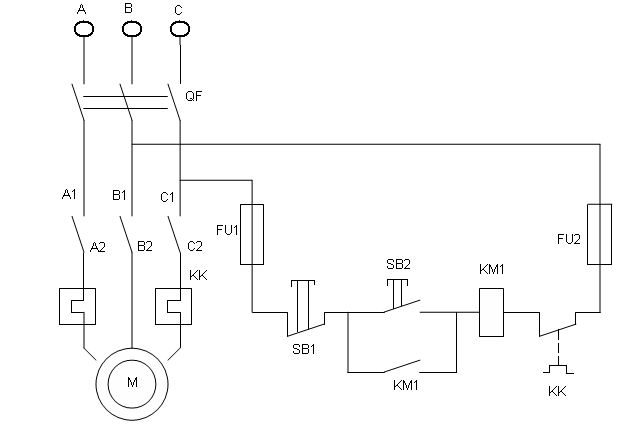 A B C
QF
A1 B1 C1
FU1 FU2
A2 B2 C2
SB2 KM1
KK
SB1
M
KM1 KK